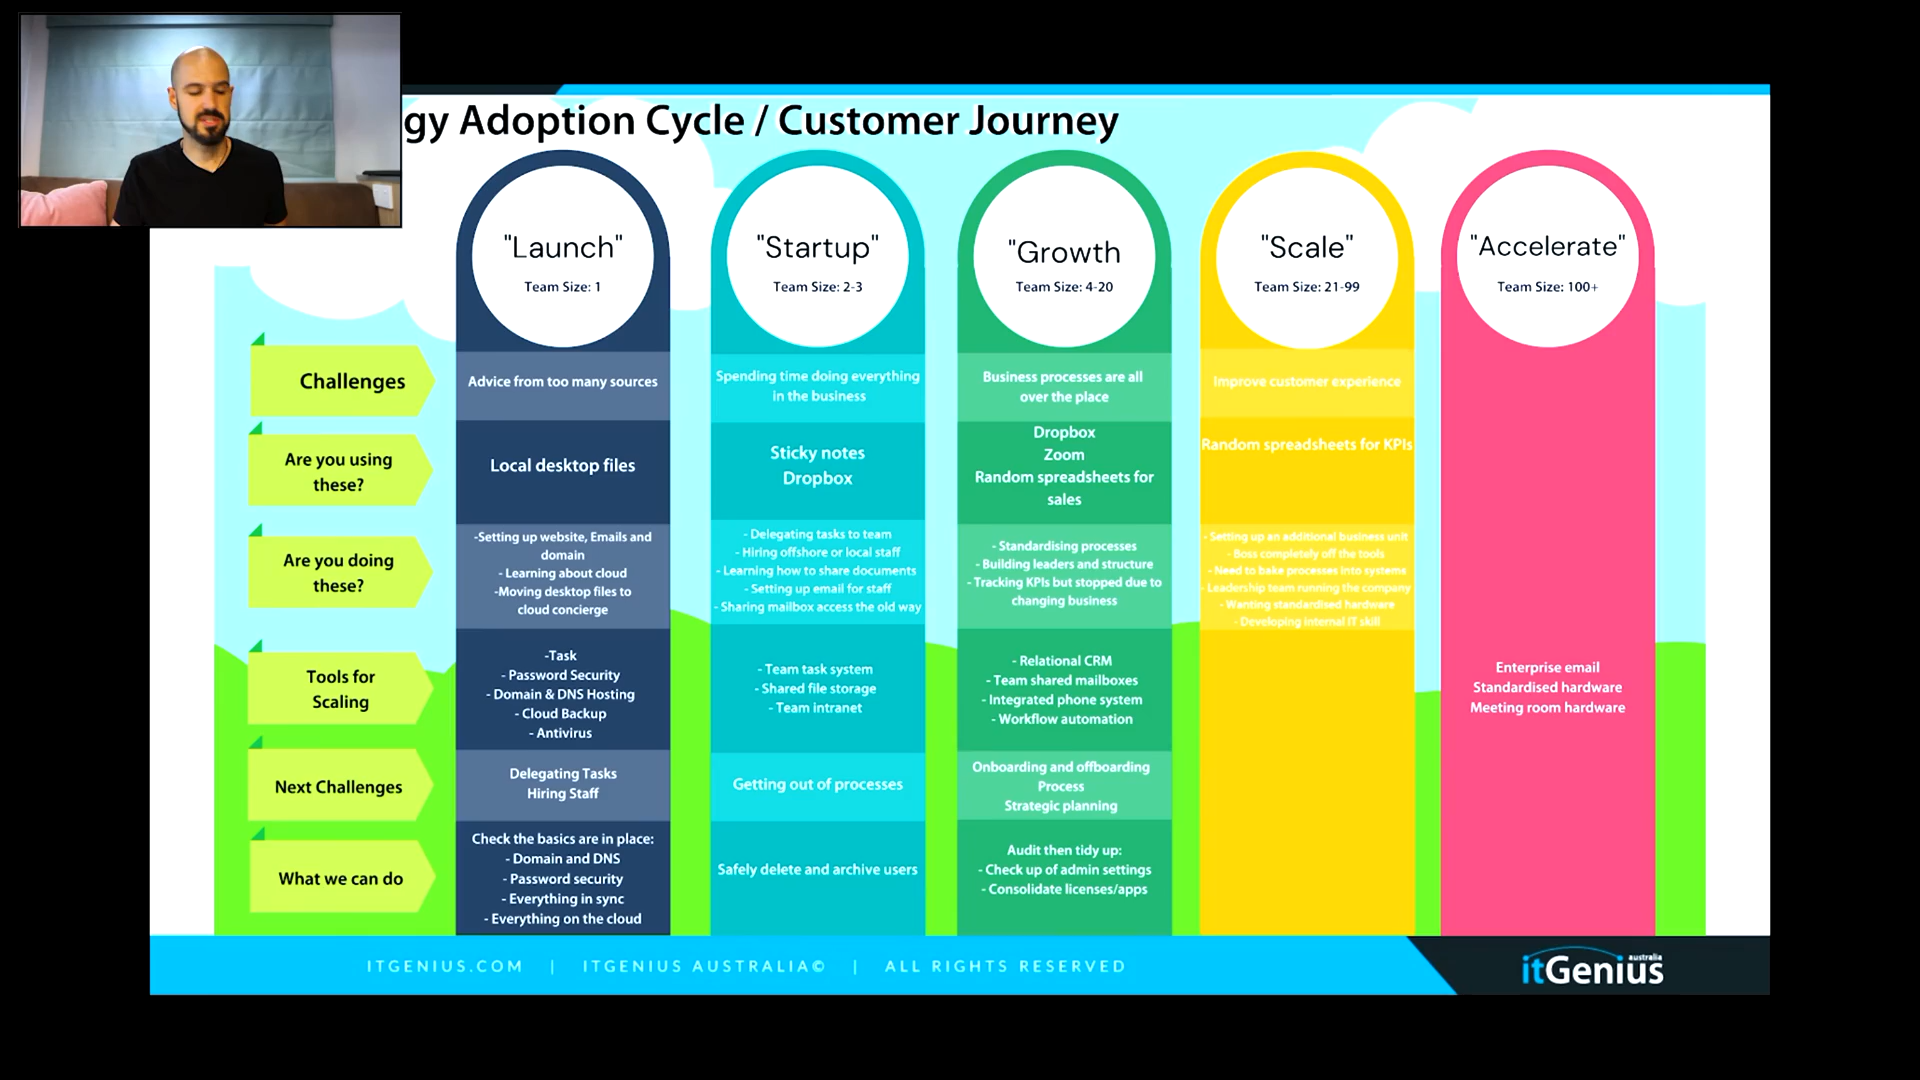 gy Adoption Cycle / Customer Journey
"Launch"
Team Size: 1
"Startup"
Team Size: 2-3
"Growth
Team Size: 4-20
"Scale"
Team Size: 21-99
"Accelerate"
Team Size: 100+
Challenges
Advice from too many sources
Spending time doing everything
in the business
Business processes are all
over the place
Improve customer experience
Are you using
these?
Local desktop files
Sticky notes
Dropbox
Dropbox
Zoom
Random spreadsheets for
sales
Random spreadsheets for KPIs
Are you doing
these?
-Setting up website, Emails and
domain
- Learning about cloud
-Moving desktop files to
cloud concierge
- Delegating tasks to team
- Hiring offshore or local staff
- Learning how to share documents
- Setting up email for staff
- Sharing mailbox access the old way
- Standardising processes
- Building leaders and structure
- Tracking KPIs but stopped due to
changing business
- Setting up an additional business unit
- Boss completely off the tools
- Need to bake processes into systems
- Leadership team running the company
- Wanting standardised hardware
- Developing internal IT skill
Tools for
Scaling
-Task
- Password Security
- Domain & DNS Hosting
- Cloud Backup
- Antivirus
- Team task system
- Shared file storage
- Team intranet
- Relational CRM
- Team shared mailboxes
- Integrated phone system
- Workflow automation
Enterprise email
Standardised hardware
Meeting room hardware
Next Challenges
Delegating Tasks
Hiring Staff
Getting out of processes
Onboarding and offboarding
Process
Strategic planning
What we can do
Check the basics are in place:
- Domain and DNS
- Password security
- Everything in sync
- Everything on the cloud
Safely delete and archive users
Audit then tidy up:
- Check up of admin settings
- Consolidate licenses/apps
ITGENIUS.COM | ITGENIUS AUSTRALIA© | ALL RIGHTS RESERVED
itGenius australia